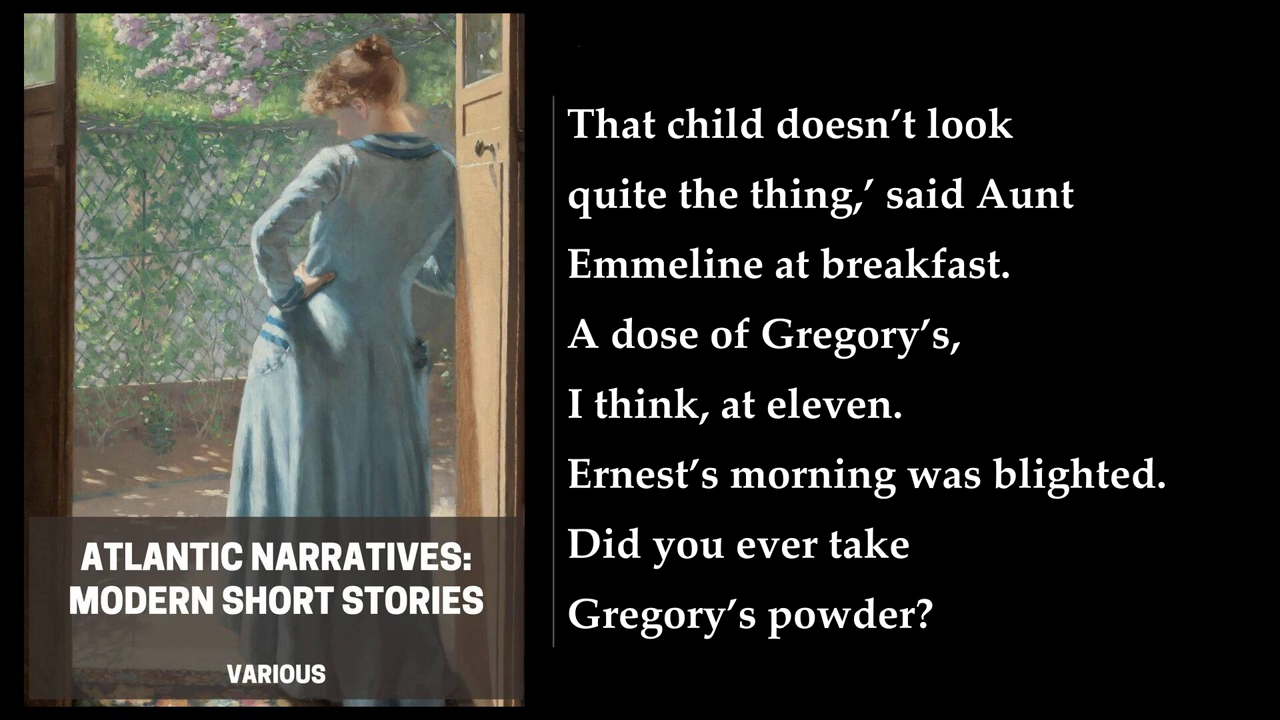 That child doesn’t look
quite the thing,’ said Aunt
Emmeline at breakfast.
A dose of Gregory’s,
I think, at eleven.
Ernest’s morning was blighted.
Did you ever take
Gregory’s powder?
ATLANTIC NARRATIVES:
MODERN SHORT STORIES
VARIOUS